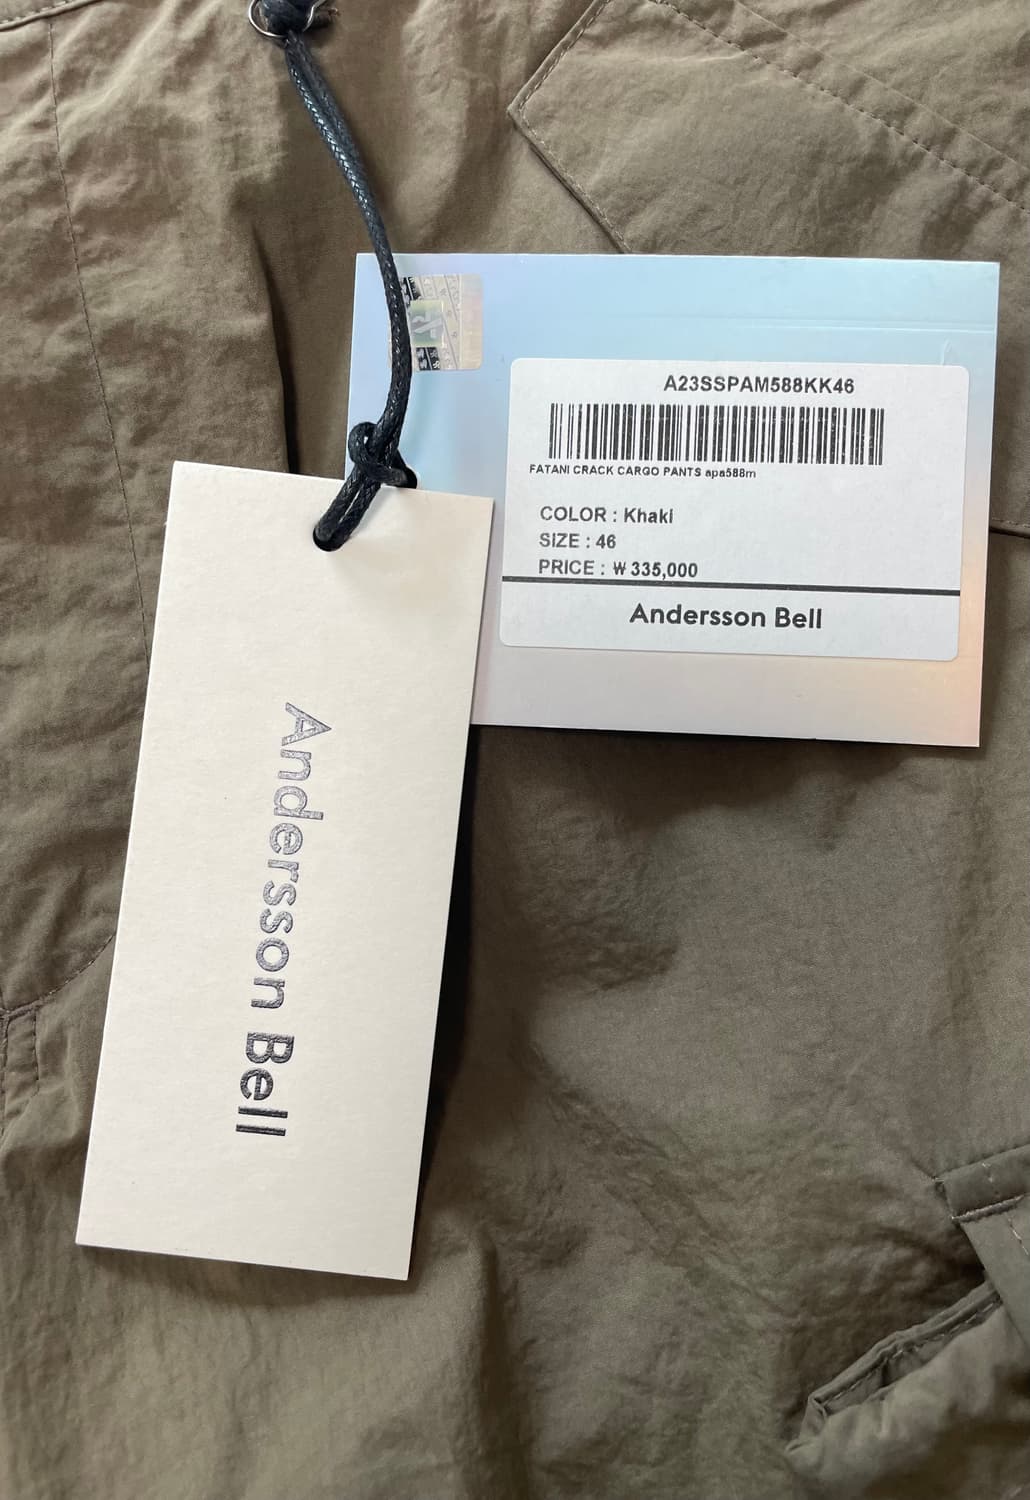 A23SSPAM588KK46
FATANI CRACK CARGO PANTS apa588m
COLOR : Khaki
SIZE : 46
PRICE : ₩ 335,000
Andersson Bell
Andersson Bell